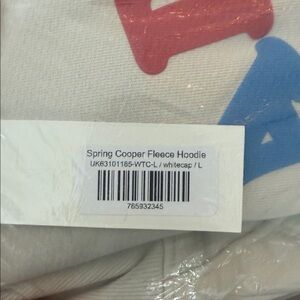 Spring Cooper Fleece Hoodie
UK63101165-WTC-L / whitecap / L
765932345